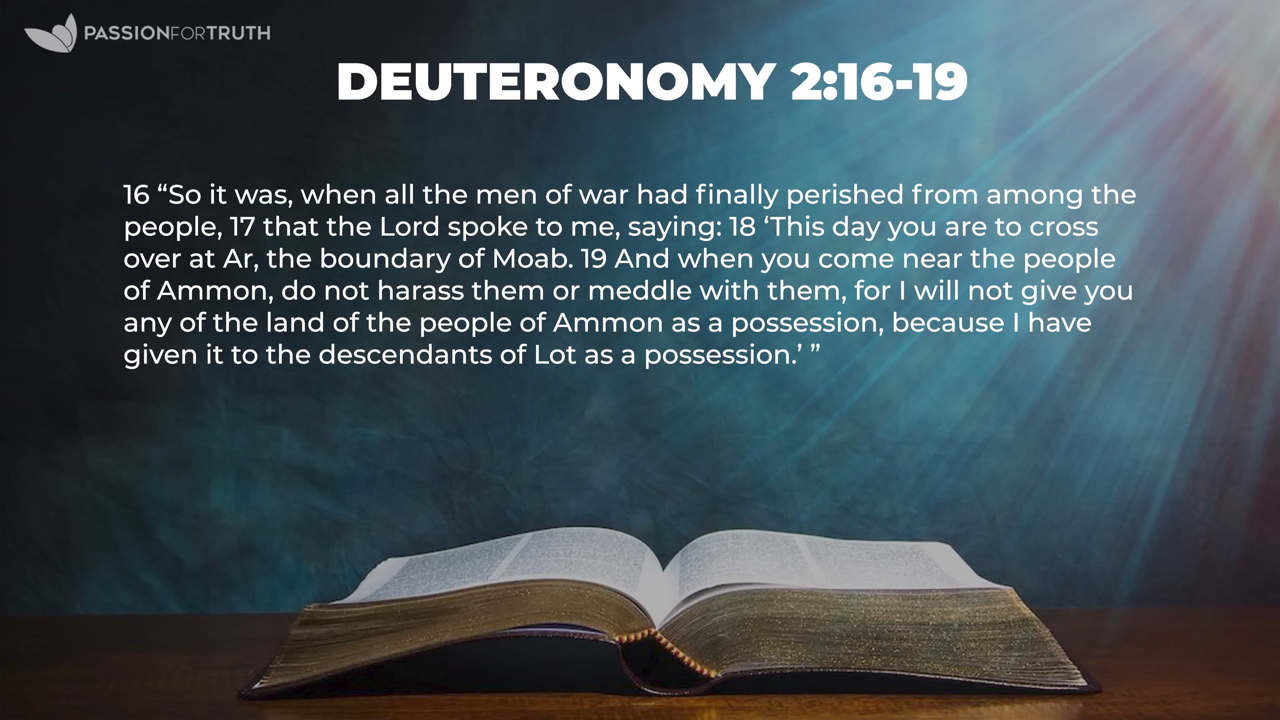 PASSIONFORTRUTH
DEUTERONOMY 2:16-19
16 “So it was, when all the men of war had finally perished from among the
people, 17 that the Lord spoke to me, saying: 18 ‘This day you are to cross
over at Ar, the boundary of Moab. 19 And when you come near the people
of Ammon, do not harass them or meddle with them, for I will not give you
any of the land of the people of Ammon as a possession, because I have
given it to the descendants of Lot as a possession.’ ”